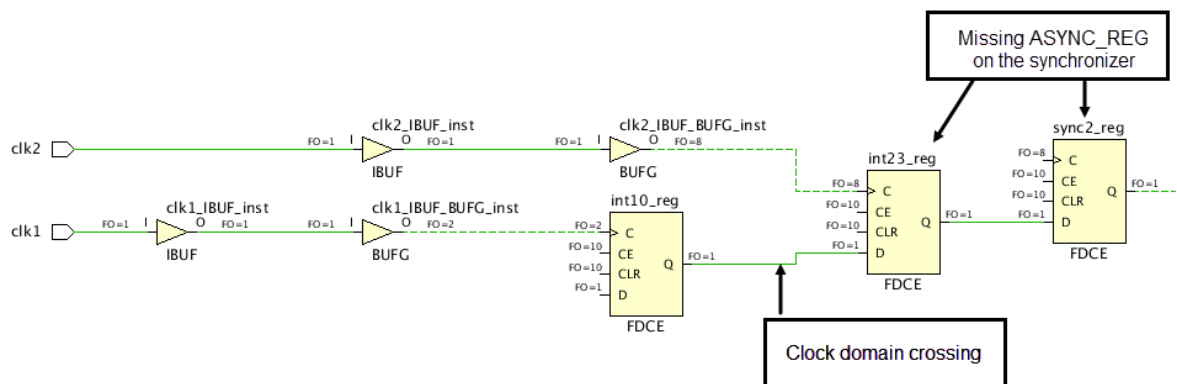 Missing ASYNC_REG
on the synchronizer
clk2_IBUF_inst
clk2_IBUF_BUFG_inst
sync2_reg
clk2
FO=1
I
O
FO=1
FO=1
I
O
FO=8
IBUF
BUFG
int23_reg
FO=8
C
FO=10
CE
FO=10
CLR
FO=1
D
Q
FO=1
FDCE
clk1_IBUF_inst
clk1_IBUF_BUFG_inst
int10_reg
FO=8
C
FO=10
CE
FO=10
CLR
FO=1
D
Q
FO=1
FDCE
clk1
FO=1
I
O
FO=1
FO=1
I
O
FO=2
IBUF
BUFG
FO=2
C
FO=10
CE
FO=10
CLR
FO=1
D
Q
FO=1
FDCE
Clock domain crossing